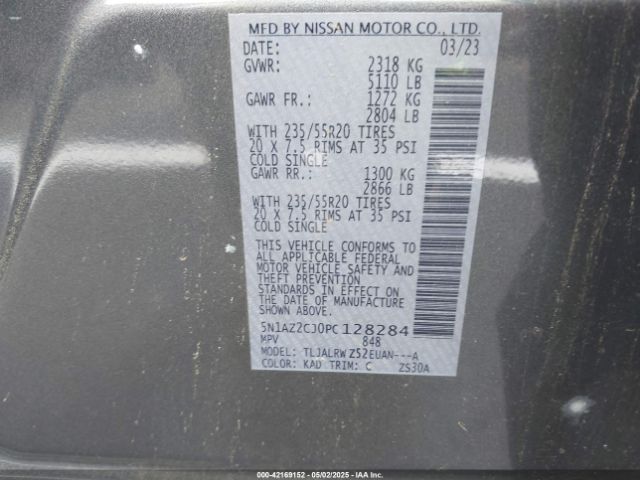 MFD BY NISSAN MOTOR CO., LTD.
DATE: 03/23
GVWR: 2318 KG
5110 LB
GAWR FR.: 1272 KG
2804 LB
WITH 235/55R20 TIRES
20 X 7.5 RIMS AT 35 PSI
COLD SINGLE
GAWR RR.: 1300 KG
2866 LB
WITH 235/55R20 TIRES
20 X 7.5 RIMS AT 35 PSI
COLD SINGLE
THIS VEHICLE CONFORMS TO
ALL APPLICABLE FEDERAL
MOTOR VEHICLE SAFETY AND
THEFT PREVENTION
STANDARDS IN EFFECT ON
THE DATE OF MANUFACTURE
SHOWN ABOVE.
5N1AZ2CJ0PC128284
MPV 848
MODEL: TLJALRWZ52EUAN---A
COLOR: KAD TRIM: C ZS30A
000-42169152 05/02/2025 IAA Inc.